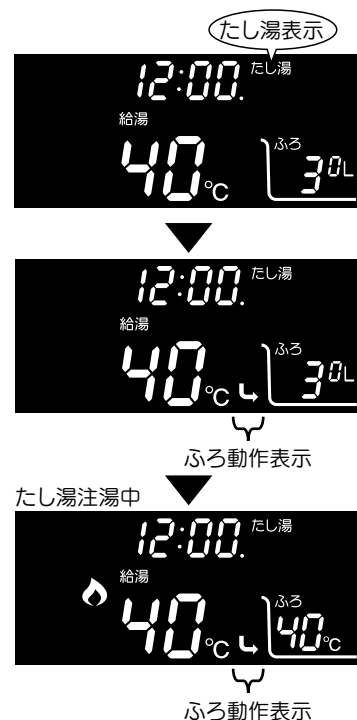 たし湯表示
12:00. たし湯
給湯
ふろ
40℃ 30L
12:00. たし湯
給湯
ふろ
40℃ 30L
ふろ動作表示
たし湯注湯中
12:00. たし湯
給湯
ふろ
40℃ 40℃
ふろ動作表示